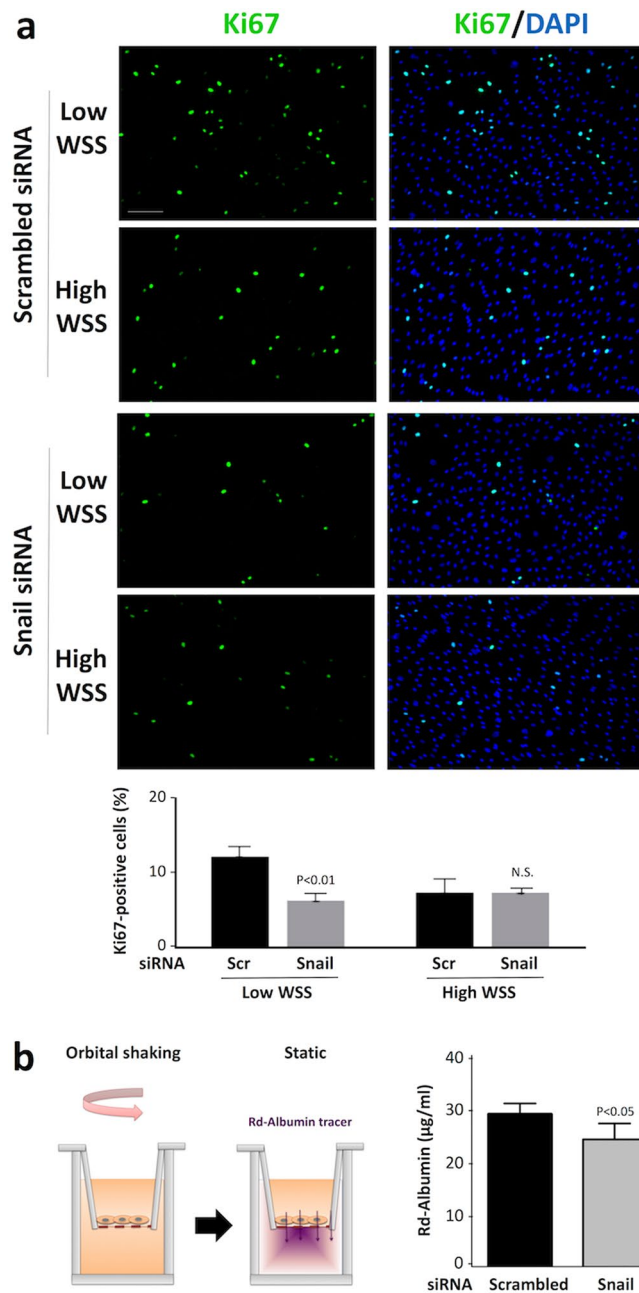 a
Ki67
Ki67/DAPI
Scrambled siRNA
Low
WSS
High
WSS
Snail siRNA
Low
WSS
High
WSS
Ki67-positive cells (%)
20
10
0
P<0.01
N.S.
siRNA
Scr
Snail
Scr
Snail
Low WSS
High WSS
b
Orbital shaking
Static
Rd-Albumin tracer
Rd-Albumin (µg/ml)
40
30
20
10
0
P<0.05
siRNA
Scrambled
Snail